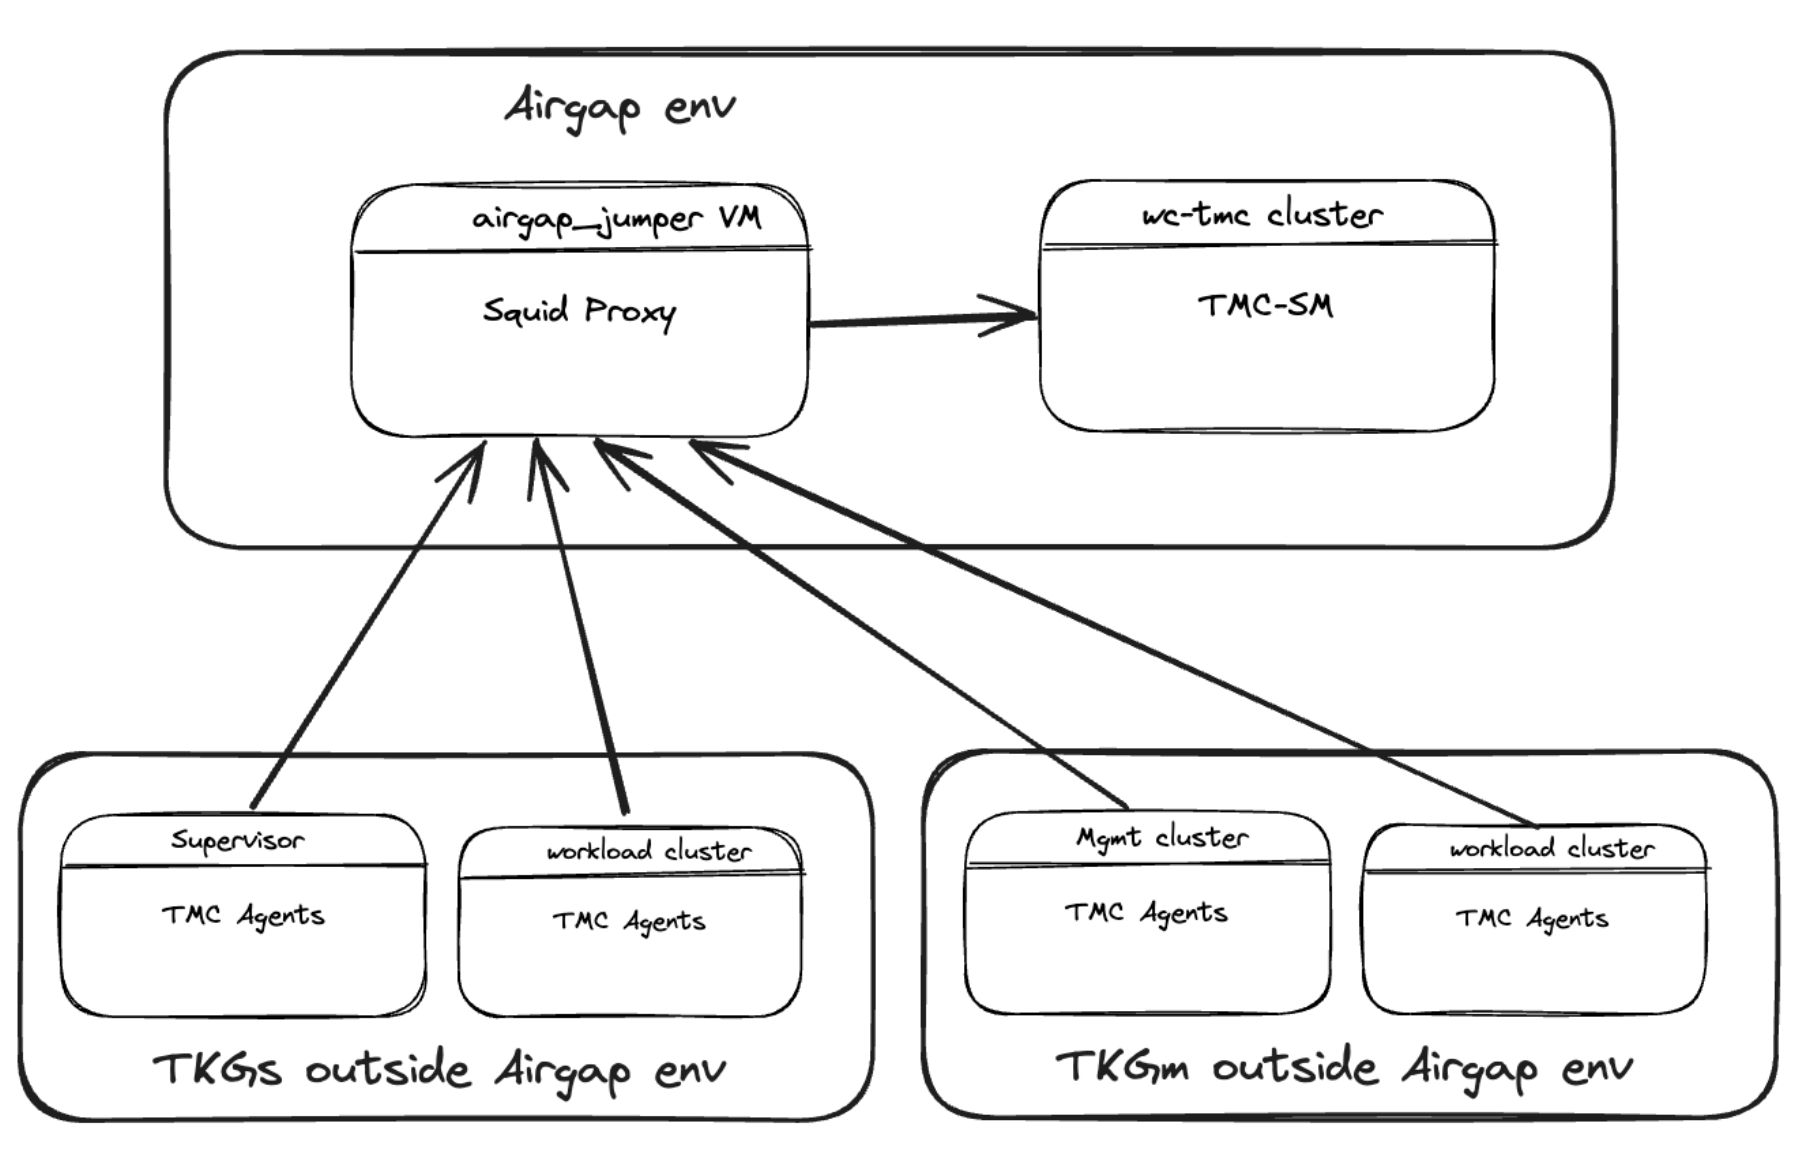 Airgap env
airgap_jumper VM
Squid Proxy
wc-tmc cluster
TMC-SM
Supervisor
TMC Agents
workload cluster
TMC Agents
TKGs outside Airgap env
Mgmt cluster
TMC Agents
workload cluster
TMC Agents
TKGm outside Airgap env